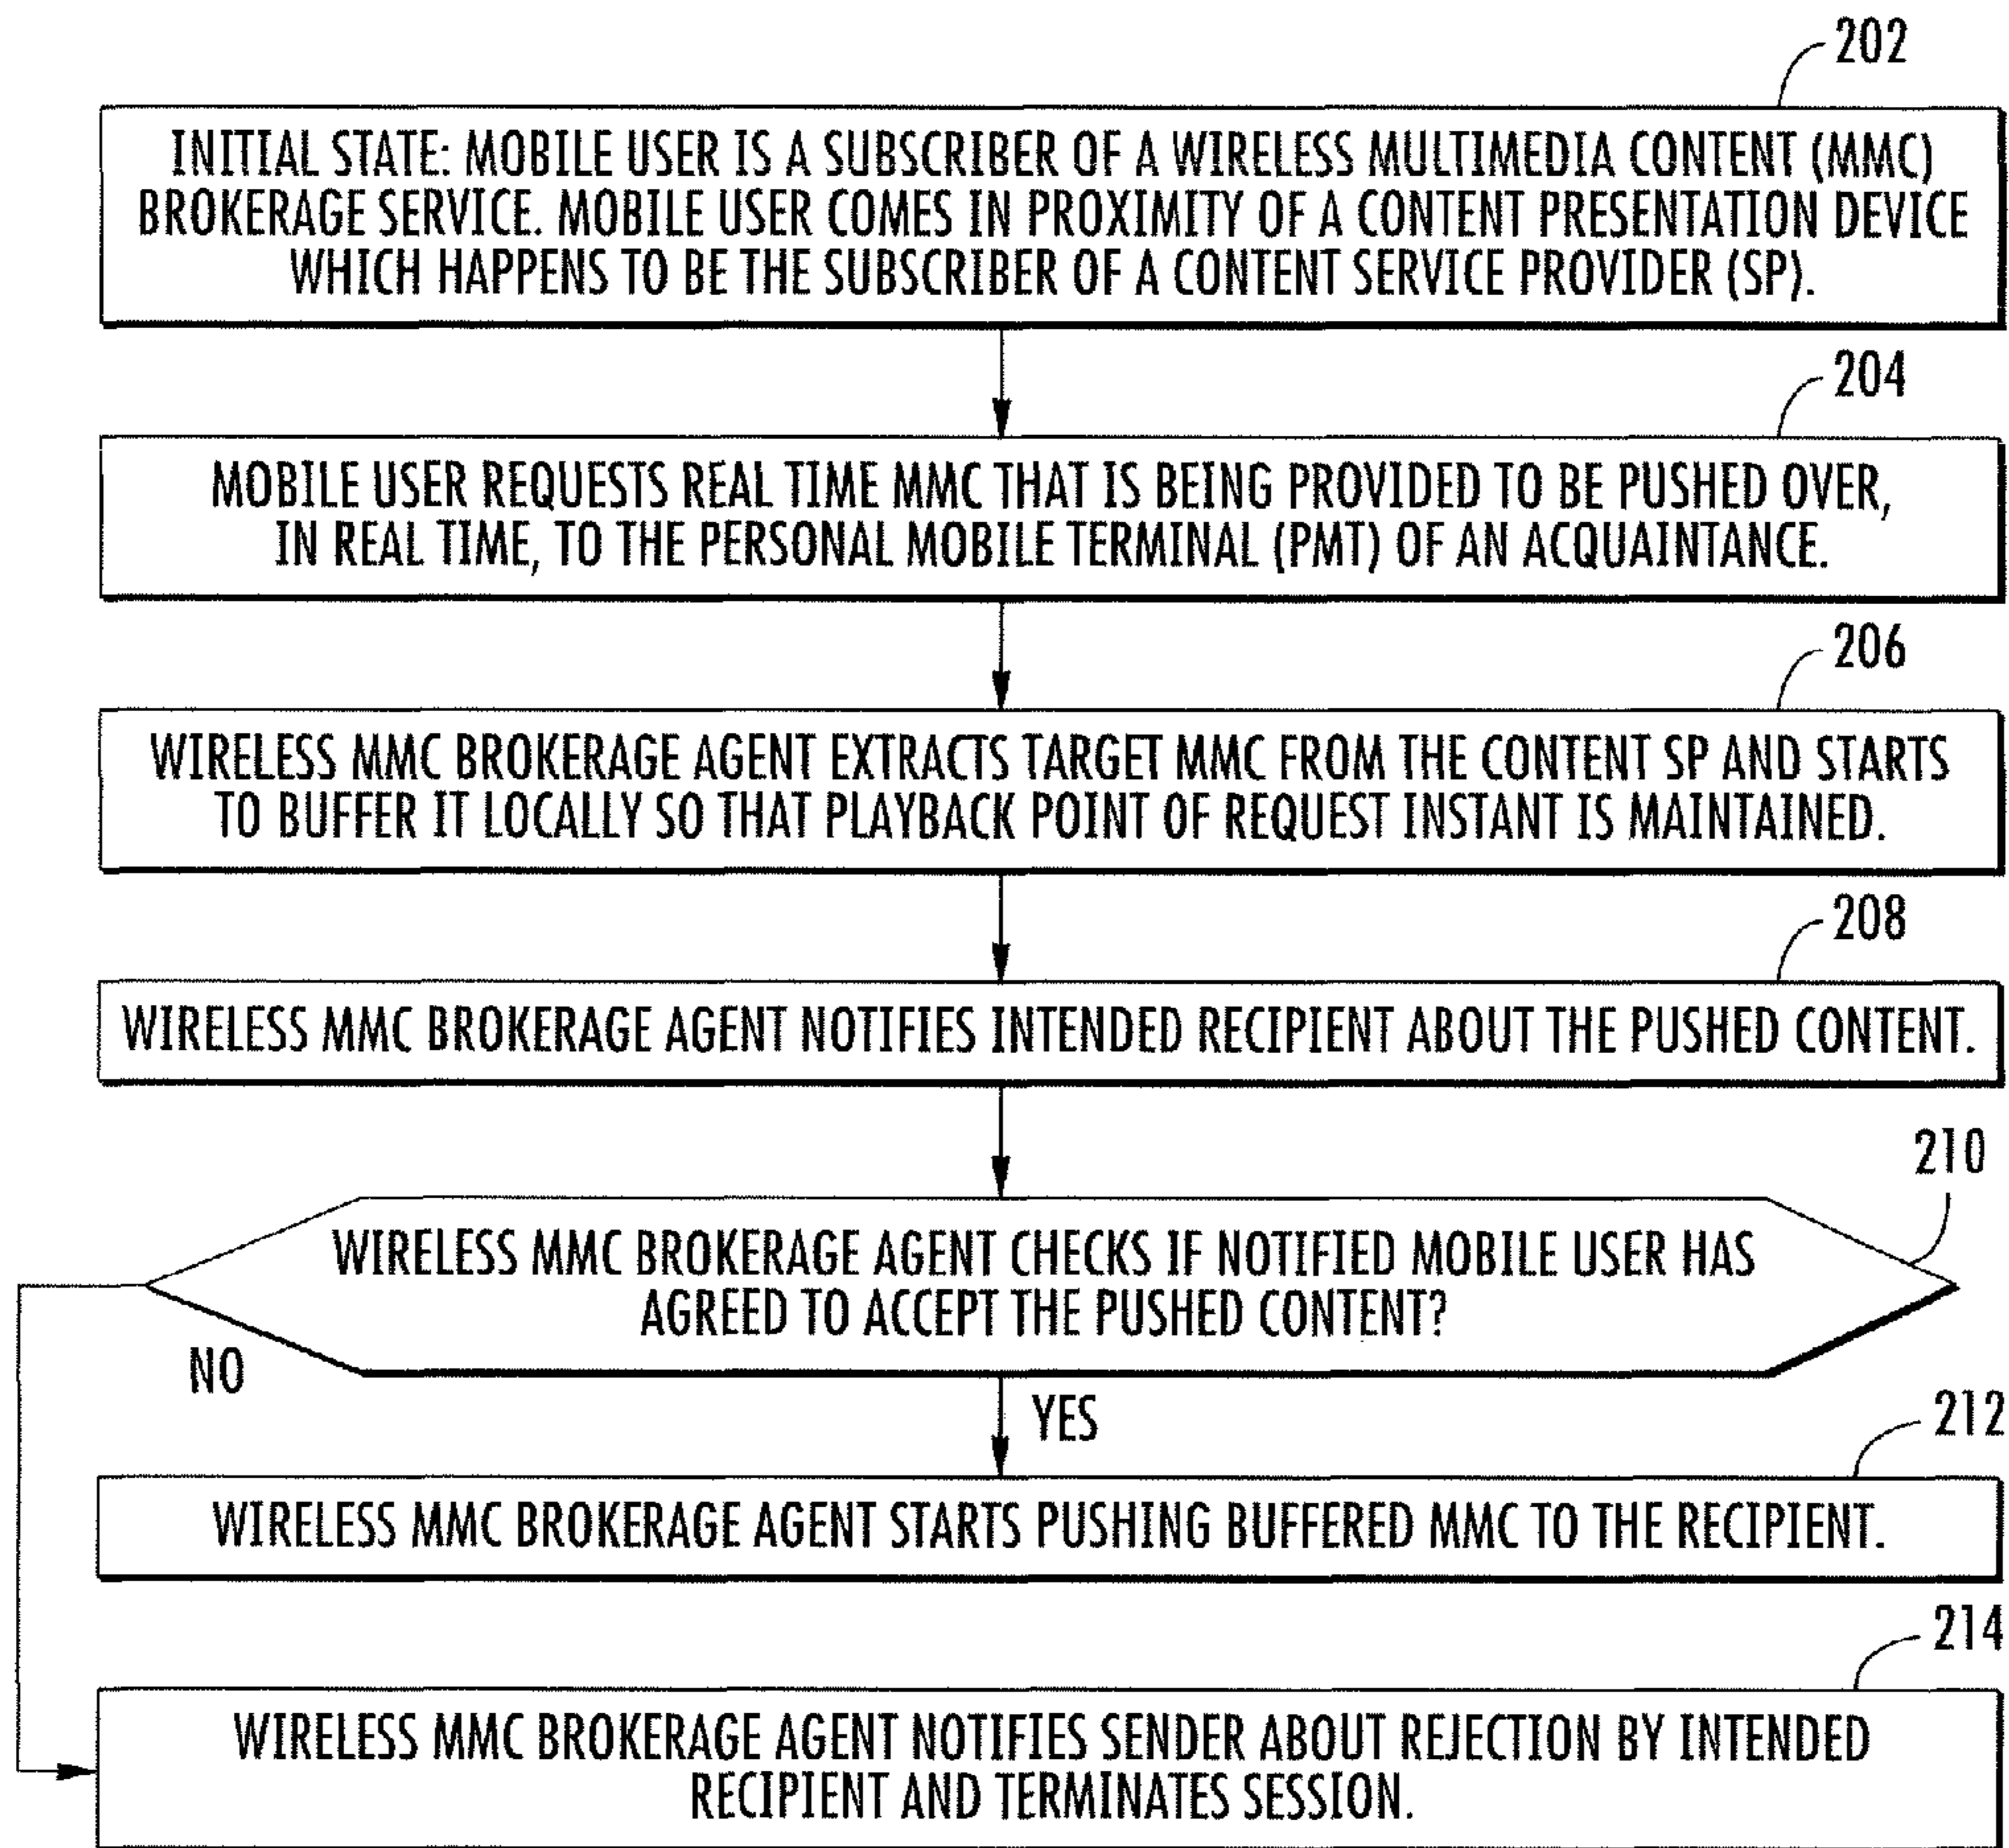 202
INITIAL STATE: MOBILE USER IS A SUBSCRIBER OF A WIRELESS MULTIMEDIA CONTENT (MMC)
BROKERAGE SERVICE. MOBILE USER COMES IN PROXIMITY OF A CONTENT PRESENTATION DEVICE
WHICH HAPPENS TO BE THE SUBSCRIBER OF A CONTENT SERVICE PROVIDER (SP).
204
MOBILE USER REQUESTS REAL TIME MMC THAT IS BEING PROVIDED TO BE PUSHED OVER,
IN REAL TIME, TO THE PERSONAL MOBILE TERMINAL (PMT) OF AN ACQUAINTANCE.
206
WIRELESS MMC BROKERAGE AGENT EXTRACTS TARGET MMC FROM THE CONTENT SP AND STARTS
TO BUFFER IT LOCALLY SO THAT PLAYBACK POINT OF REQUEST INSTANT IS MAINTAINED.
208
WIRELESS MMC BROKERAGE AGENT NOTIFIES INTENDED RECIPIENT ABOUT THE PUSHED CONTENT.
210
WIRELESS MMC BROKERAGE AGENT CHECKS IF NOTIFIED MOBILE USER HAS
AGREED TO ACCEPT THE PUSHED CONTENT?
NO
YES
212
WIRELESS MMC BROKERAGE AGENT STARTS PUSHING BUFFERED MMC TO THE RECIPIENT.
214
WIRELESS MMC BROKERAGE AGENT NOTIFIES SENDER ABOUT REJECTION BY INTENDED
RECIPIENT AND TERMINATES SESSION.